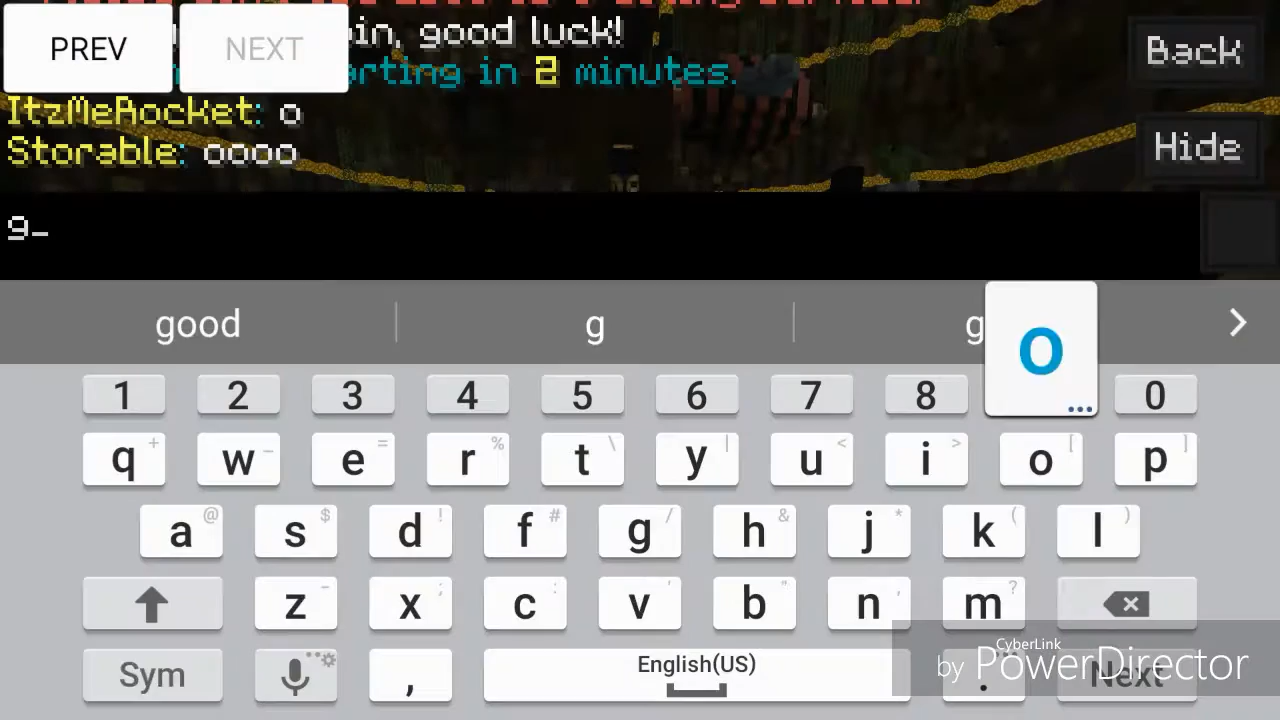 PREV
NEXT
in, good luck!
arting in 2 minutes.
Back
ItzMeRocket: o
Storable: oooo
Hide
g_
good
g
g
o
1 2 3 4 5 6 7 8 0
q + w e = r % t \ y | u < i > o [ p ]
a @ s $ d ! f # g / h & j * k ( l )
z - x ; c : v ' b " n , m ?
Sym , English(US) . Next
CyberLink
by PowerDirector